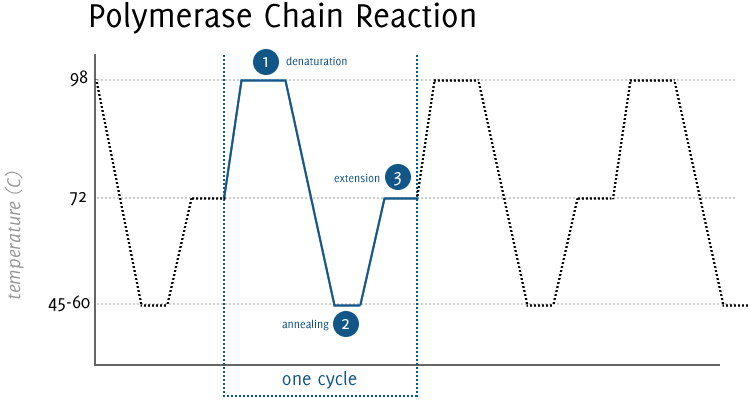 Polymerase Chain Reaction
98
1 denaturation
extension 3
72
temperature (C)
45-60
annealing 2
one cycle